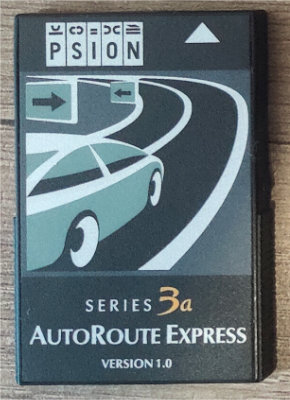 PSION
SERIES 3a
AUTOROUTE EXPRESS
VERSION 1.0